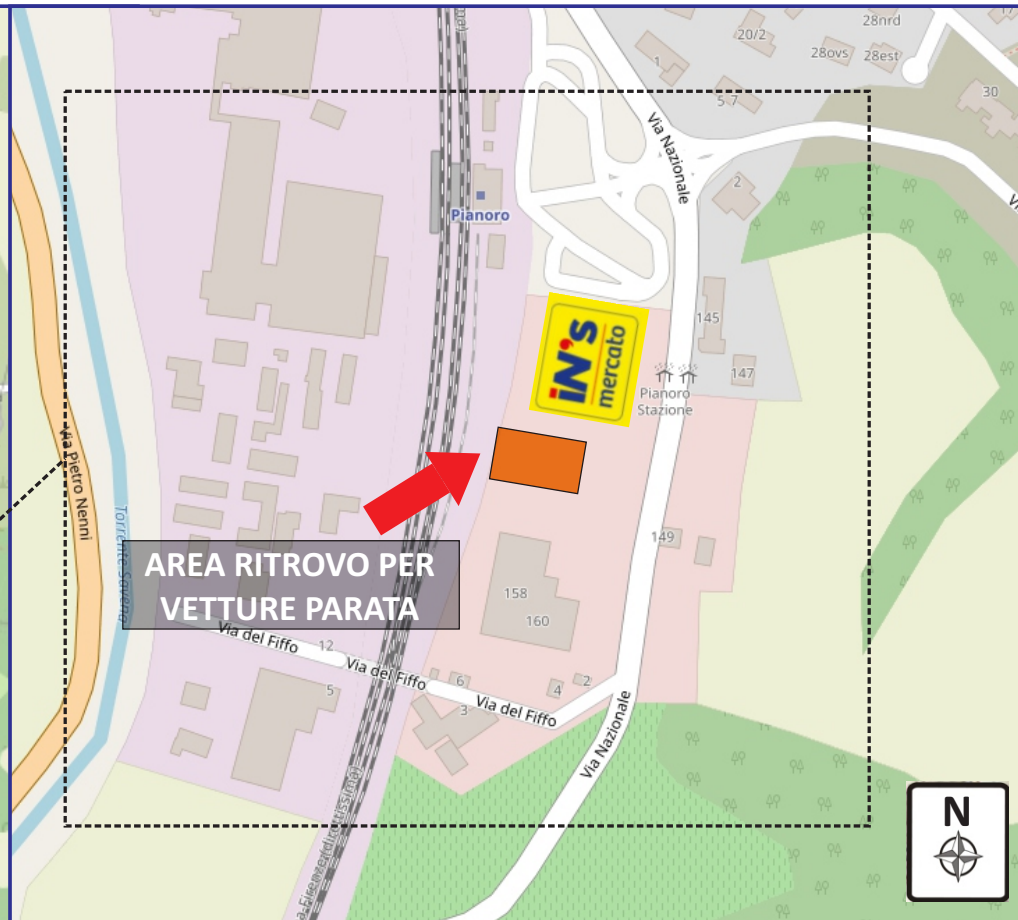 28nrd
20/2
28ovs
28est
1
5-7
30
Via Nazionale
2
Pianoro
iN's
mercato
145
147
Pianoro
Stazione
Via Pietro Nenni
Torrente Savena
AREA RITROVO PER
VETTURE PARATA
149
158
160
Via del Fiffo
12
Via del Fiffo
5
6
3
Via del Fiffo
4
2
Via Nazionale
a-Firenze (direttissima)
N